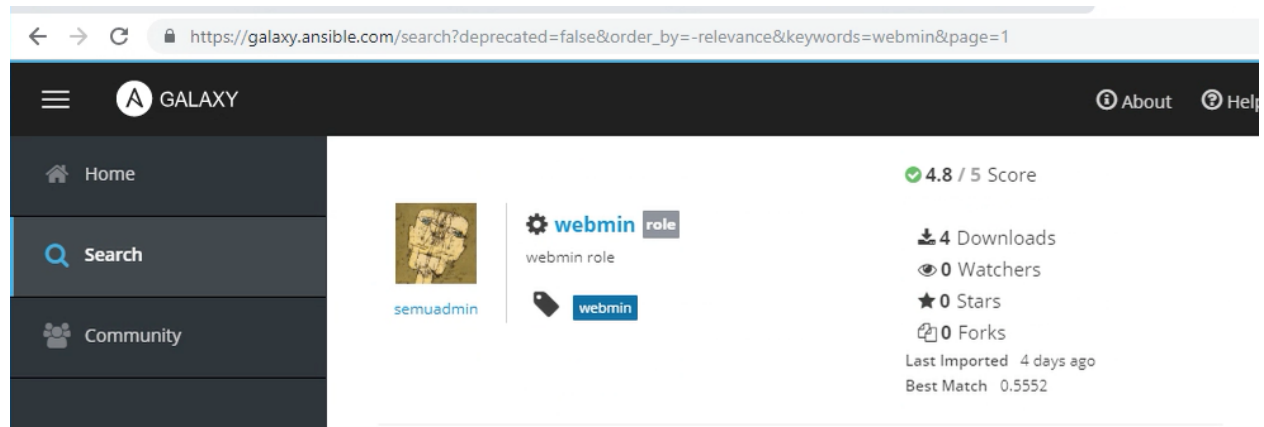 https://galaxy.ansible.com/search?deprecated=false&order_by=-relevance&keywords=webmin&page=1
GALAXY
About
Help
Home
Search
Community
semuadmin
webmin role
webmin role
webmin
4.8 / 5 Score
4 Downloads
0 Watchers
0 Stars
0 Forks
Last Imported 4 days ago
Best Match 0.5552